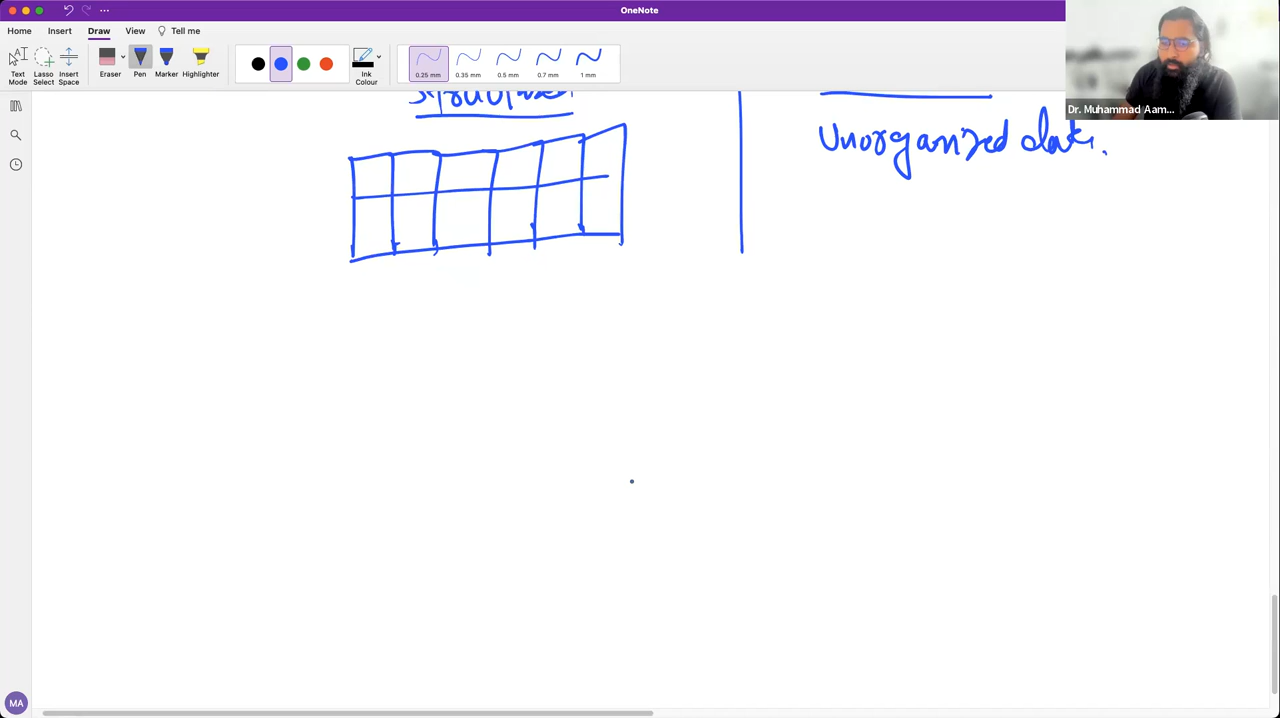 OneNote
Home Insert Draw View Tell me
Text Mode
Lasso Select
Insert Space
Eraser
Pen
Marker
Highlighter
Ink Colour
0.25 mm
0.35 mm
0.5 mm
0.7 mm
1 mm
Dr. Muhammad Aam...
Unorganized data.
MA